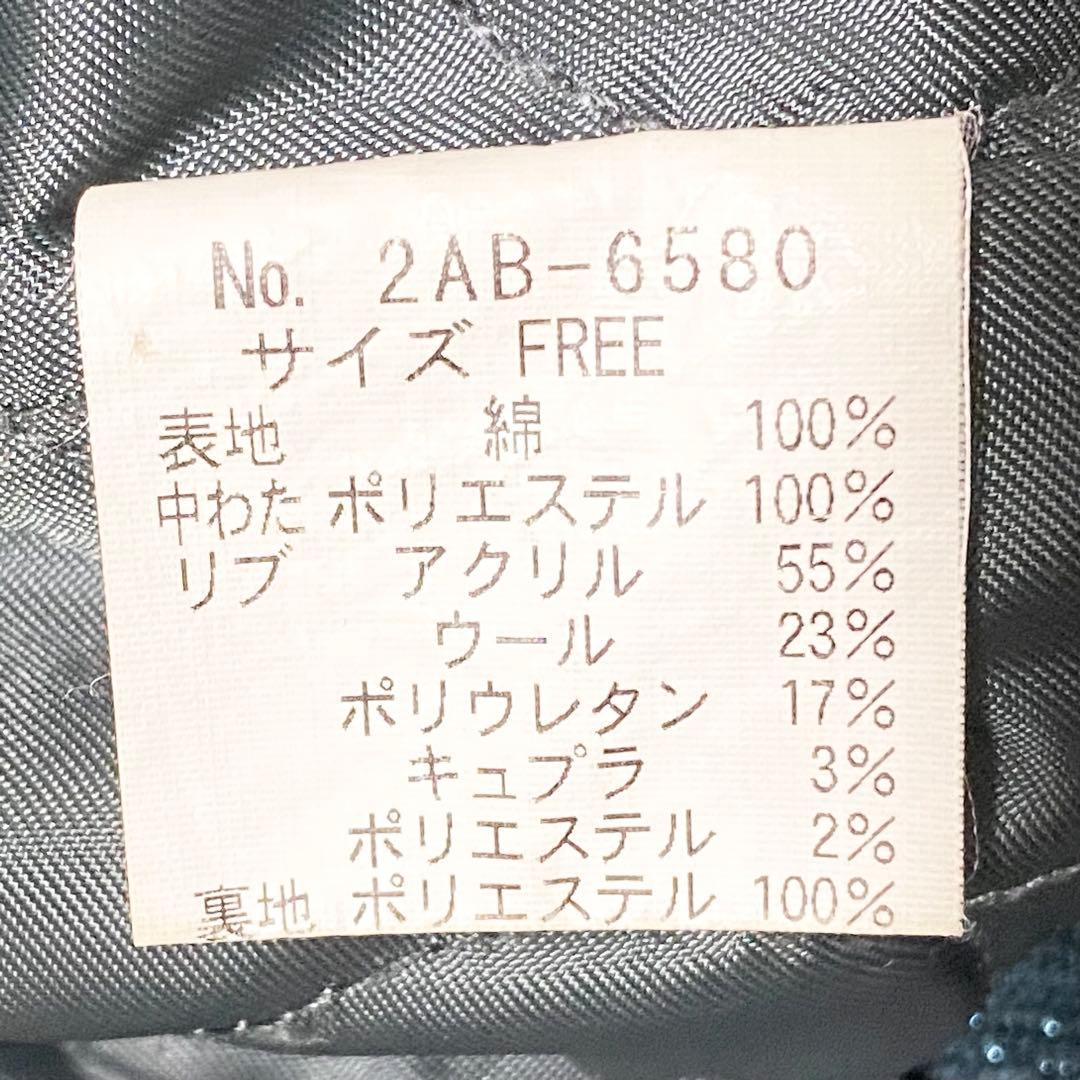 No. 2AB-6580
サイズ FREE
表地 綿 100%
中わた ポリエステル 100%
リブ アクリル 55%
ウール 23%
ポリウレタン 17%
キュプラ 3%
ポリエステル 2%
裏地 ポリエステル 100%